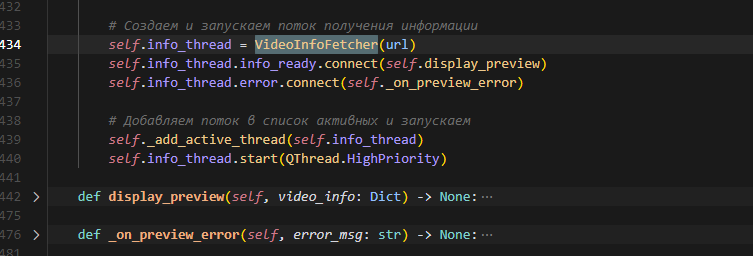 432
433 # Создаем и запускаем поток получения информации
434 self.info_thread = VideoInfoFetcher(url)
435 self.info_thread.info_ready.connect(self.display_preview)
436 self.info_thread.error.connect(self._on_preview_error)
437
438 # Добавляем поток в список активных и запускаем
439 self._add_active_thread(self.info_thread)
440 self.info_thread.start(QThread.HighPriority)
441
442 def display_preview(self, video_info: Dict) -> None:···
475
476 def _on_preview_error(self, error_msg: str) -> None:···
481